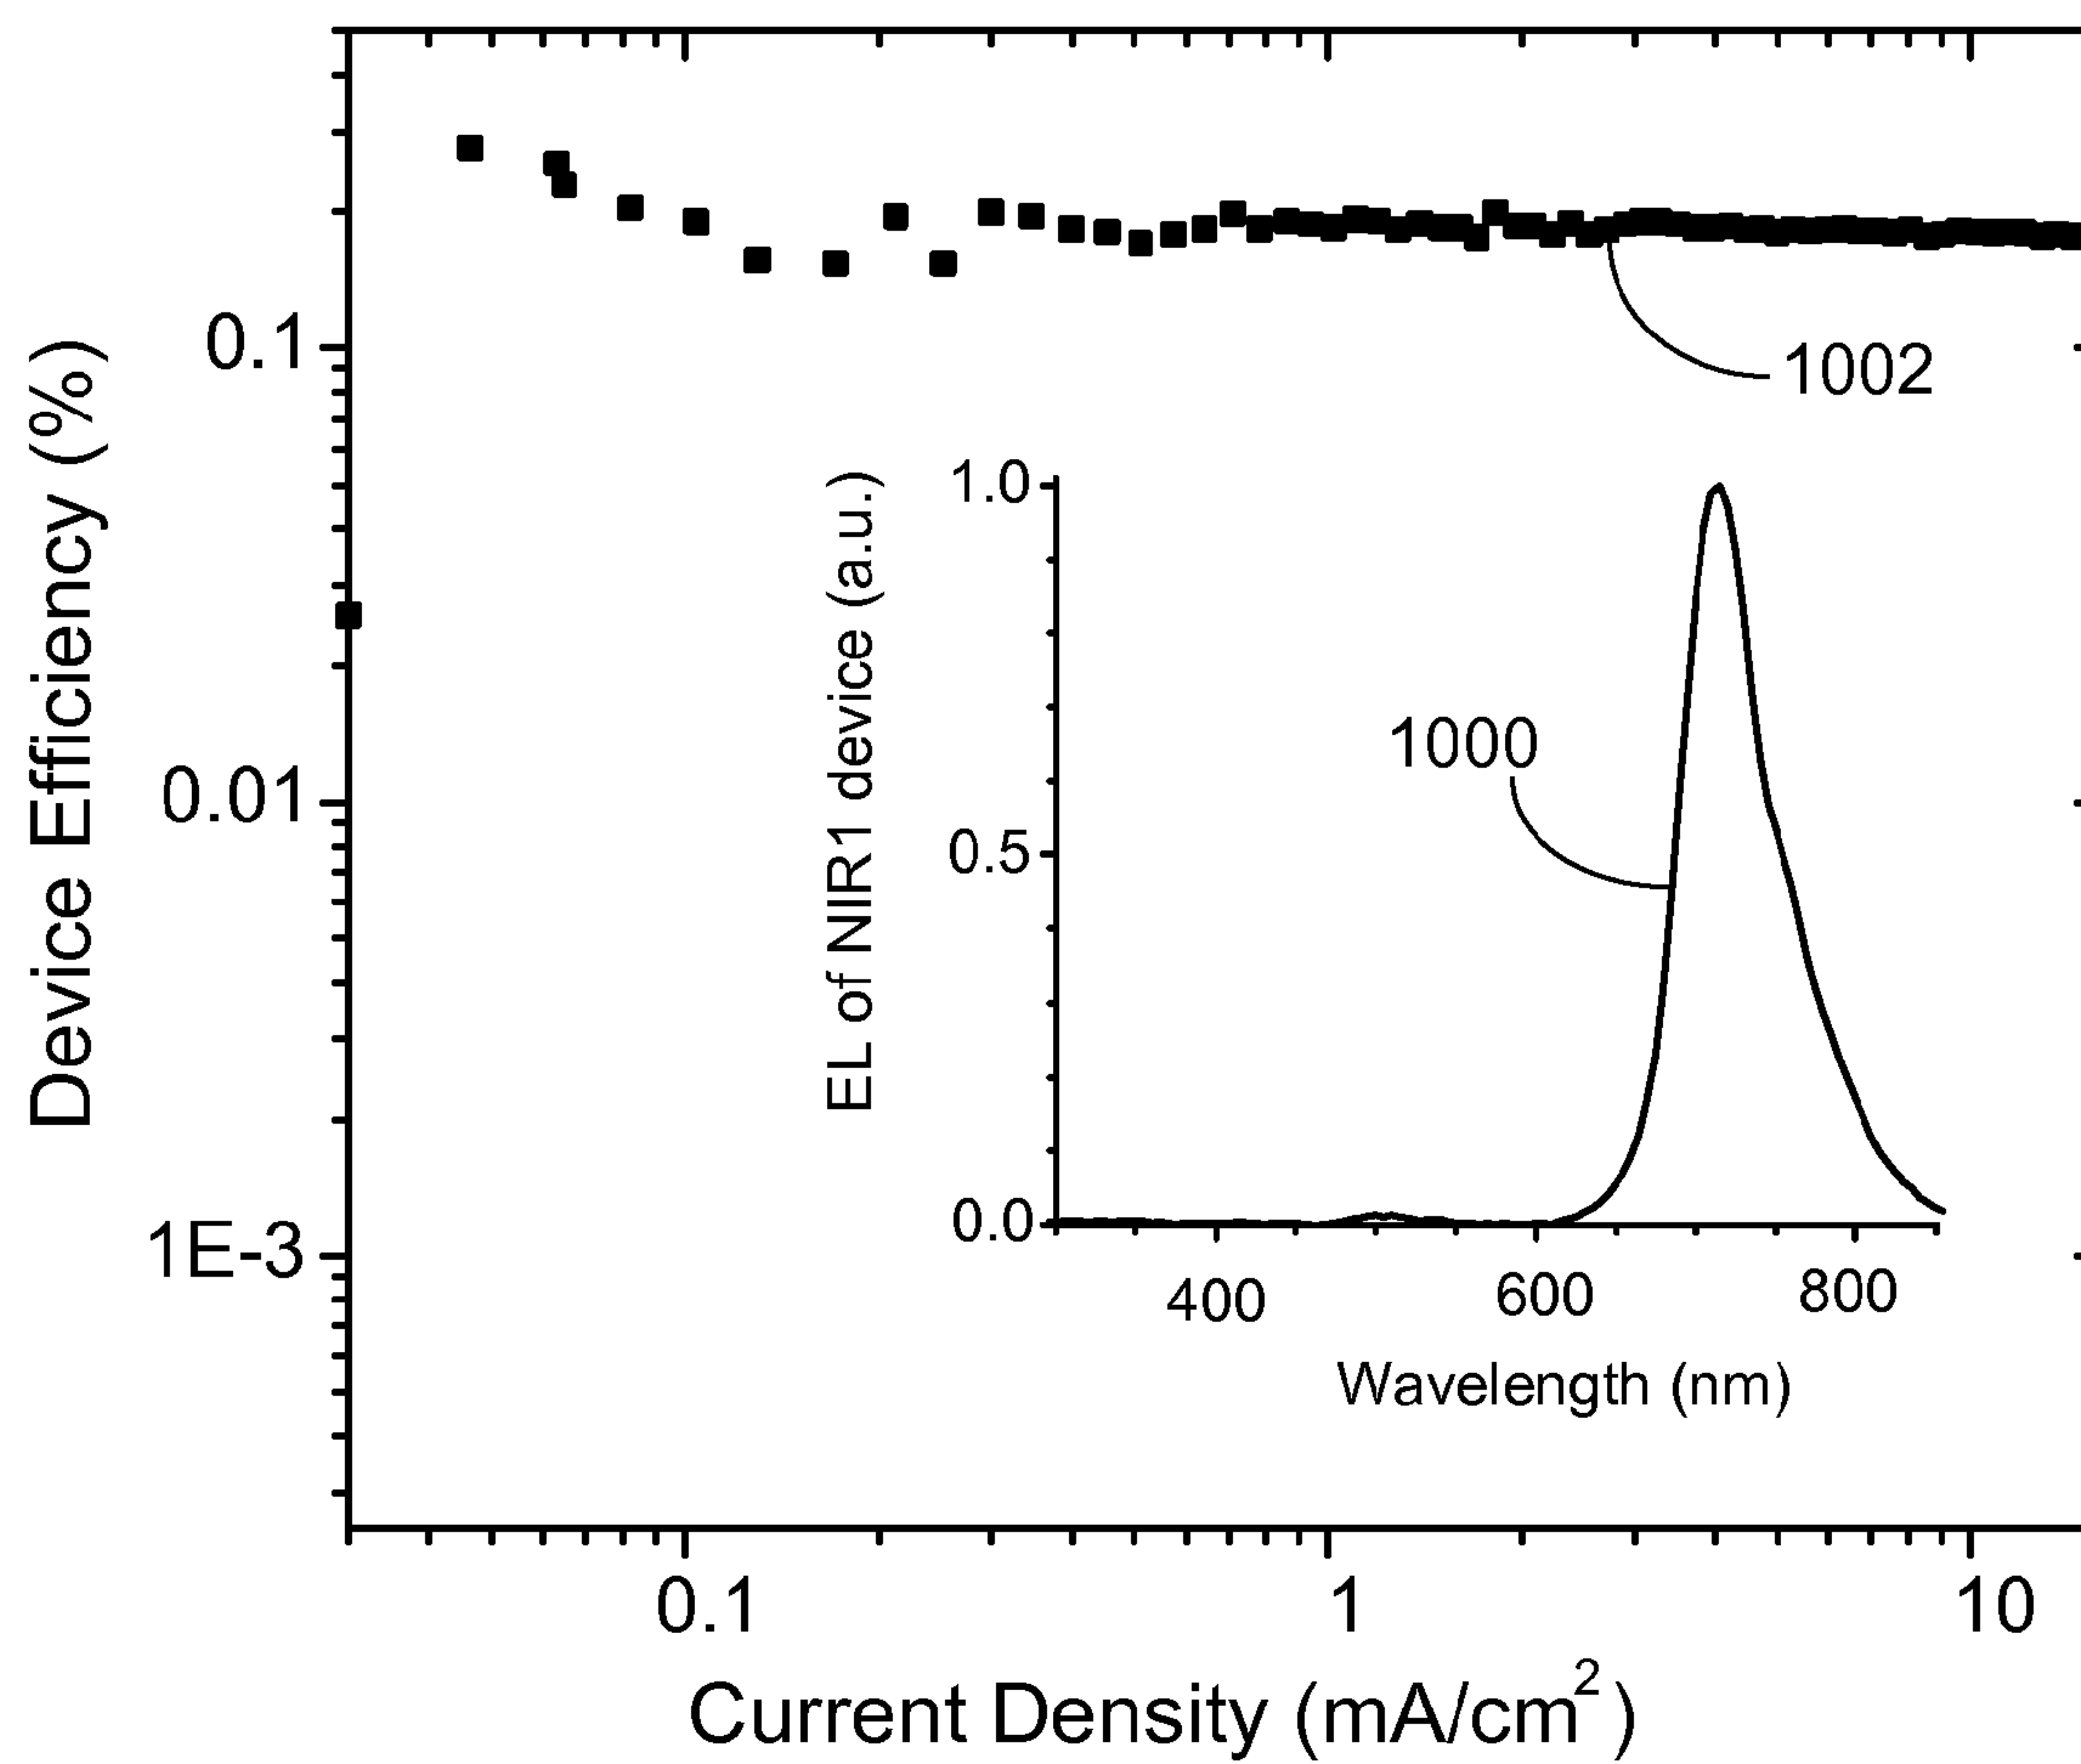 Device Efficiency (%)
0.1
0.01
1E-3
1002
EL of NIR1 device (a.u.)
1.0
0.5
0.0
1000
400 600 800
Wavelength (nm)
0.1 1 10
Current Density (mA/cm²)